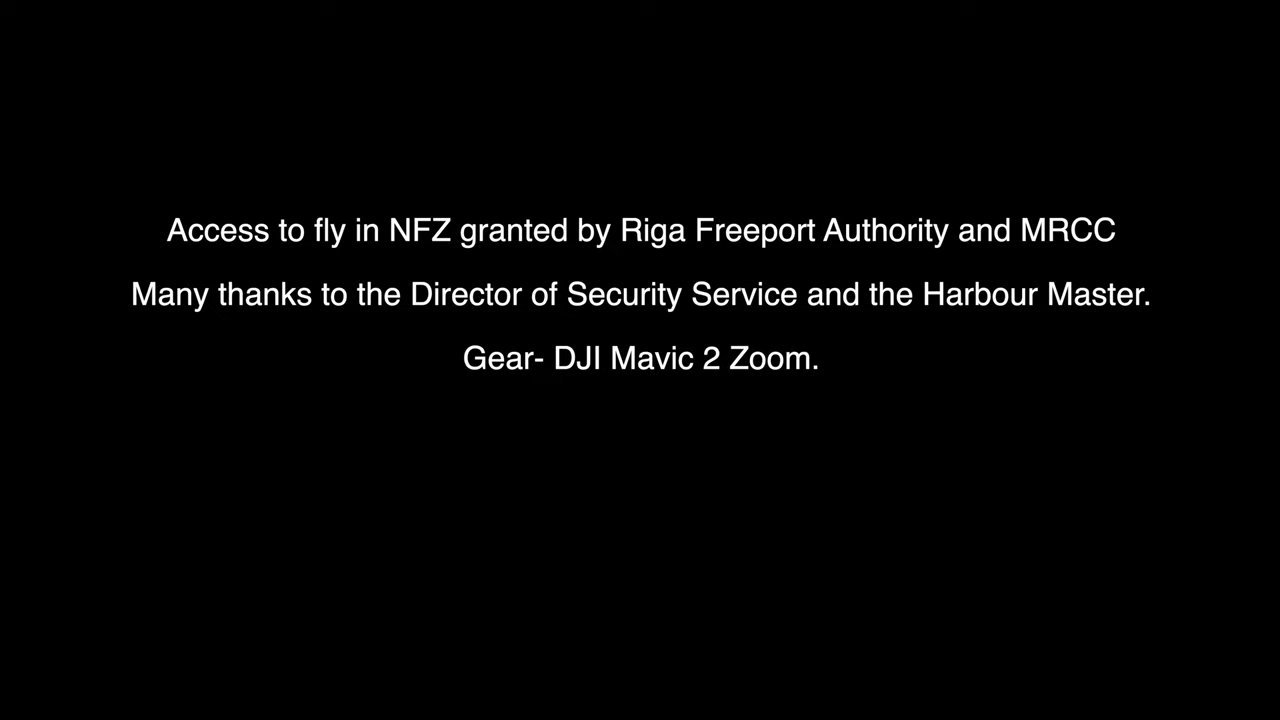 Access to fly in NFZ granted by Riga Freeport Authority and MRCC
Many thanks to the Director of Security Service and the Harbour Master.
Gear- DJI Mavic 2 Zoom.